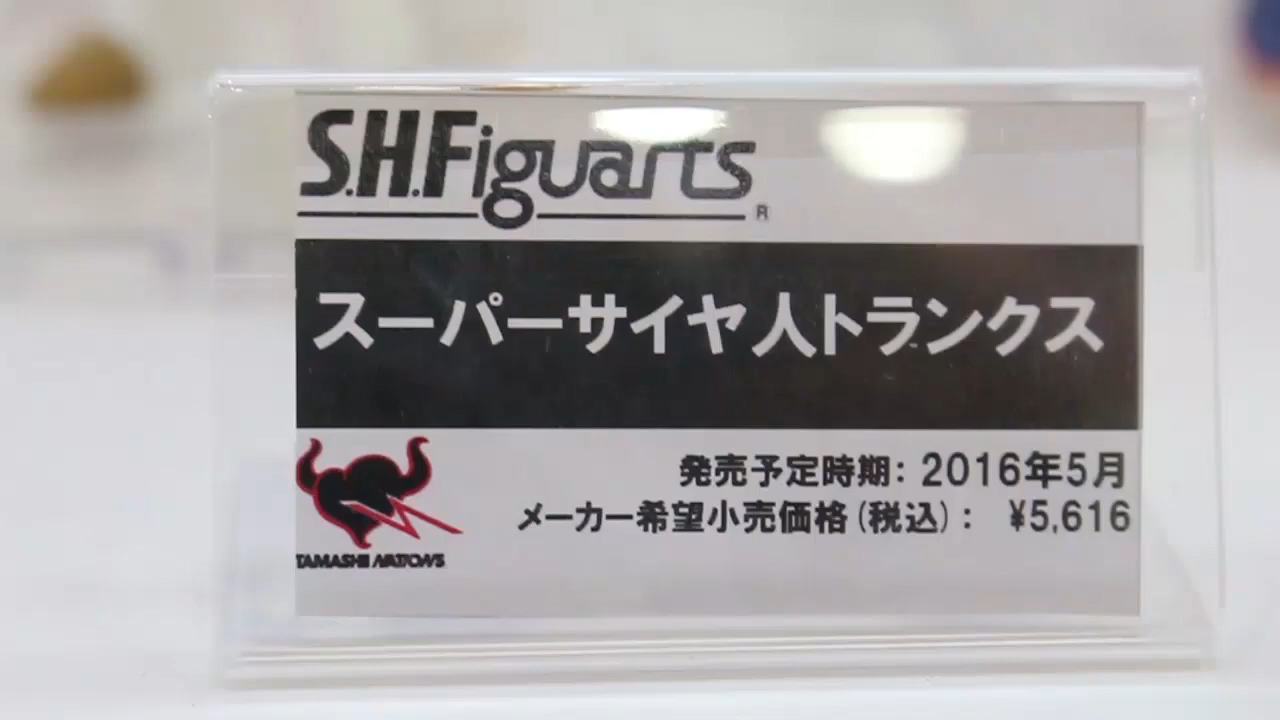 S.H.Figuarts ®
スーパーサイヤ人トランクス
発売予定時期: 2016年5月
メーカー希望小売価格(税込): ¥5,616
TAMASHII NATIONS